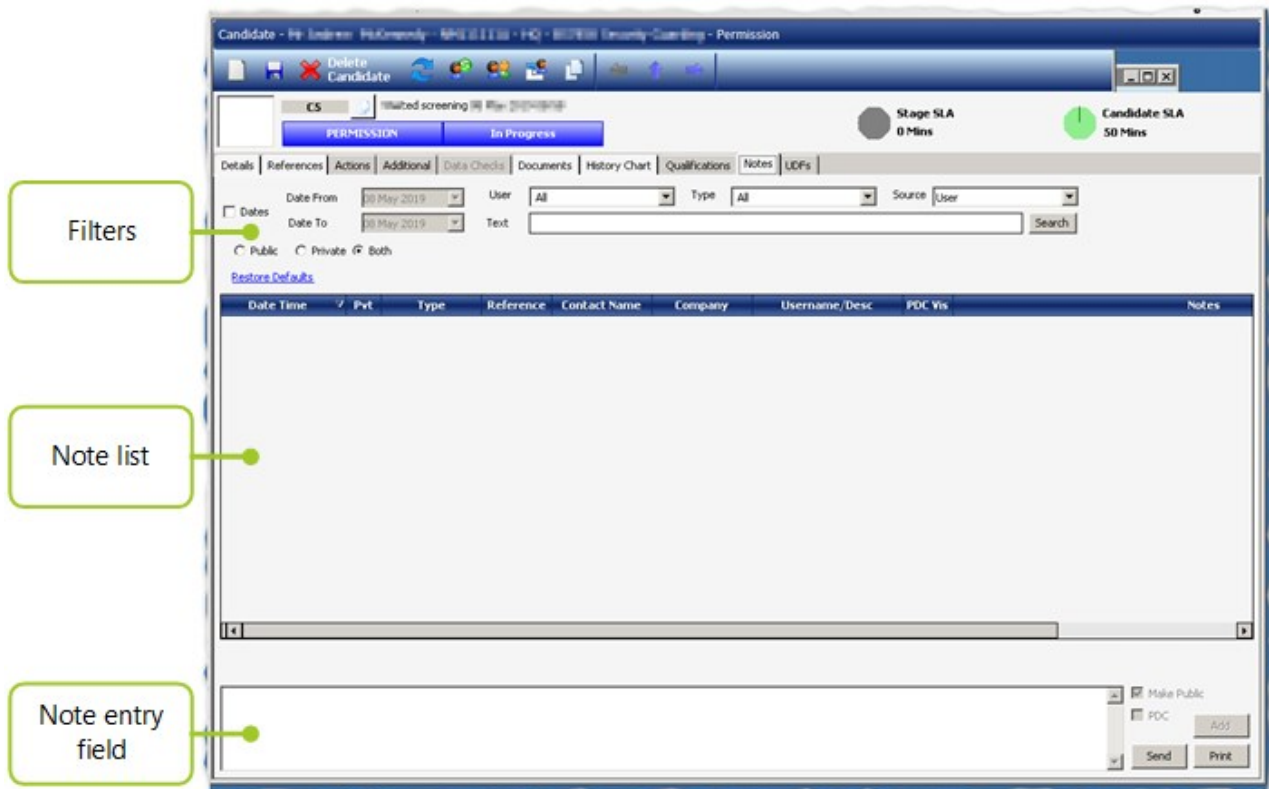 Candidate - - HQ - - Permission
Delete
Candidate
CS
Waited screening
PERMISSION In Progress
Stage SLA
0 Mins
Candidate SLA
50 Mins
Details References Actions Additional Data Checks Documents History Chart Qualifications Notes UDFs
Filters
Dates
Date From 08 May 2019 User All Type All Source User
Date To 08 May 2019 Text Search
Public Private Both
Restore Defaults
Date Time Pvt Type Reference Contact Name Company Username/Desc PDC Vis Notes
Note list
Note entry
field
Make Public
PDC
Add
Send Print